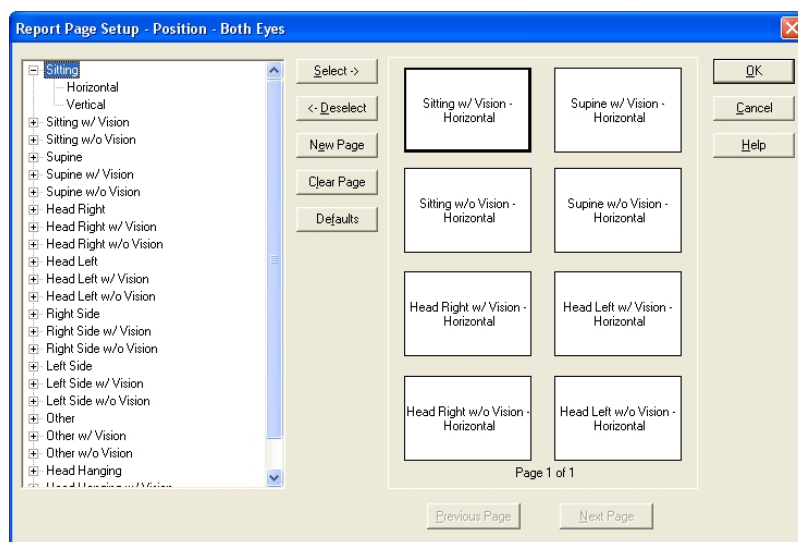 Report Page Setup - Position - Both Eyes
Sitting
Horizontal
Vertical
Sitting w/ Vision
Sitting w/o Vision
Supine
Supine w/ Vision
Supine w/o Vision
Head Right
Head Right w/ Vision
Head Right w/o Vision
Head Left
Head Left w/ Vision
Head Left w/o Vision
Right Side
Right Side w/ Vision
Right Side w/o Vision
Left Side
Left Side w/ Vision
Left Side w/o Vision
Other
Other w/ Vision
Other w/o Vision
Head Hanging
Head Hanging w/ Vision
Select ->
<- Deselect
New Page
Clear Page
Defaults
Sitting w/ Vision -
Horizontal
Supine w/ Vision -
Horizontal
Sitting w/o Vision -
Horizontal
Supine w/o Vision -
Horizontal
Head Right w/ Vision -
Horizontal
Head Left w/ Vision -
Horizontal
Head Right w/o Vision -
Horizontal
Head Left w/o Vision -
Horizontal
Page 1 of 1
Previous Page
Next Page
OK
Cancel
Help